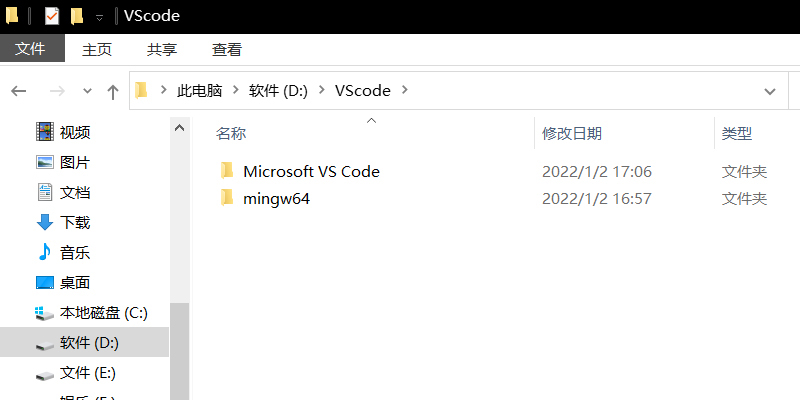 VScode
文件 主页 共享 查看
此电脑 软件 (D:) VScode
名称 修改日期 类型
视频
图片
文档
下载
音乐
桌面
本地磁盘 (C:)
软件 (D:)
文件 (E:)
Microsoft VS Code 2022/1/2 17:06 文件夹
mingw64 2022/1/2 16:57 文件夹